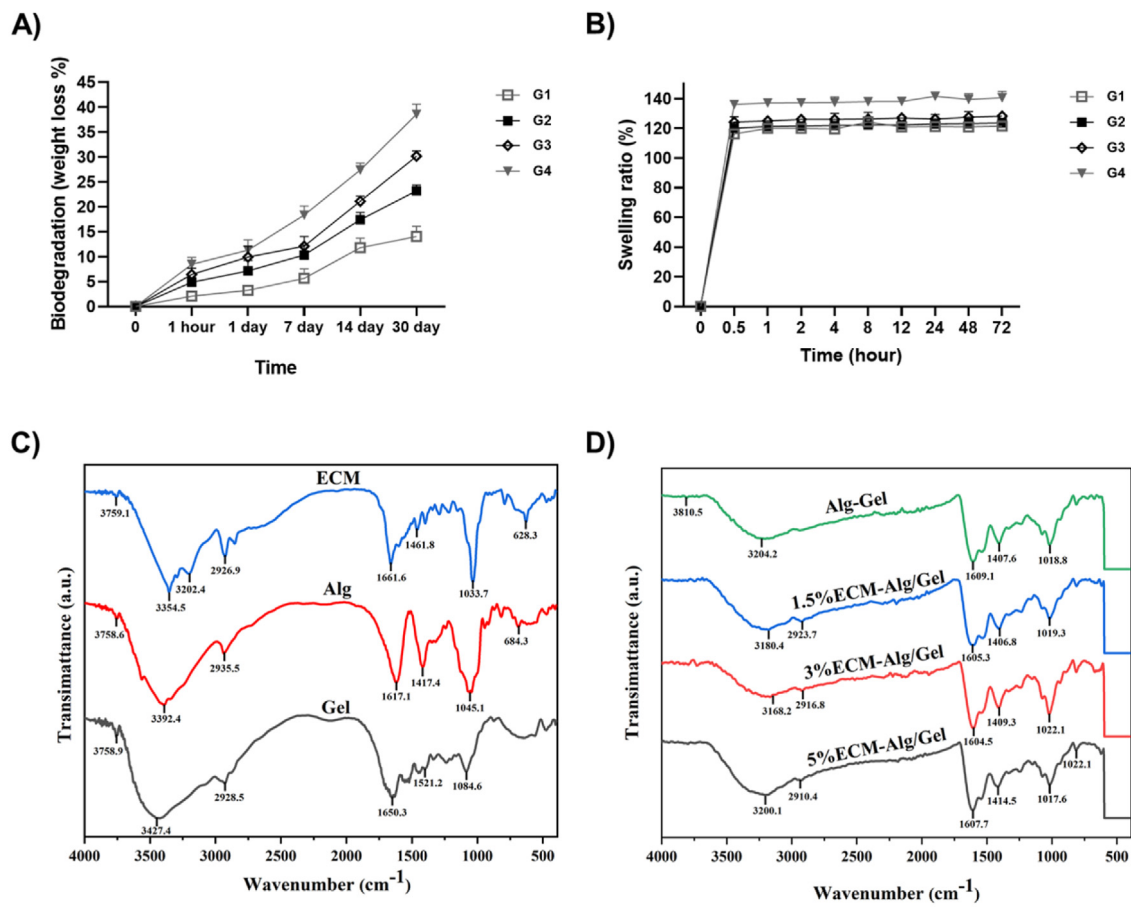 A)
Biodegradation (weight loss %)
45
40
35
30
25
20
15
10
5
0
0 1 hour 1 day 7 day 14 day 30 day
Time
G1
G2
G3
G4
B)
Swelling ratio (%)
140
120
100
80
60
40
20
0
0 0.5 1 2 4 8 12 24 48 72
Time (hour)
G1
G2
G3
G4
C)
Transimattance (a.u.)
ECM
3759.1
3354.5
3202.4
2926.9
1661.6
1461.8
1033.7
628.3
Alg
3758.6
3392.4
2935.5
1617.1
1417.4
1045.1
684.3
Gel
3758.9
3427.4
2928.5
1650.3
1521.2
1084.6
4000 3500 3000 2500 2000 1500 1000 500
Wavenumber (cm-1)
D)
Transimattance (a.u.)
Alg-Gel
3810.5
3204.2
1609.1
1407.6
1018.8
1.5%ECM-Alg/Gel
3180.4
2923.7
1605.3
1406.8
1019.3
3%ECM-Alg/Gel
3168.2
2916.8
1604.5
1409.3
1022.1
5%ECM-Alg/Gel
3200.1
2910.4
1607.7
1414.5
1017.6
1022.1
4000 3500 3000 2500 2000 1500 1000 500
Wavenumber (cm-1)